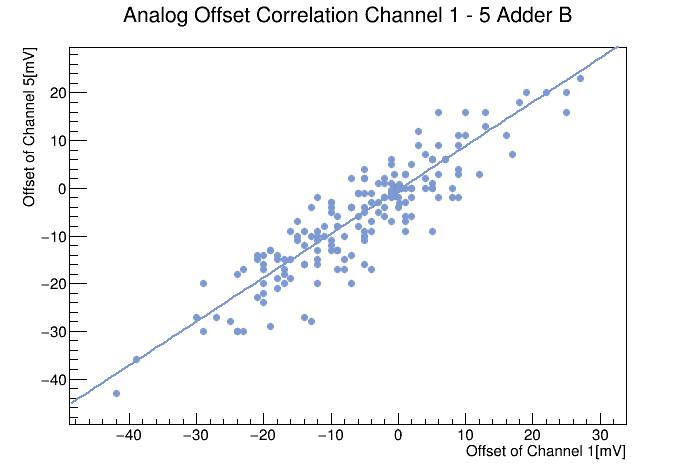 Analog Offset Correlation Channel 1 - 5 Adder B
Offset of Channel 5[mV]
20
10
0
−10
−20
−30
−40
−40 −30 −20 −10 0 10 20 30
Offset of Channel 1[mV]